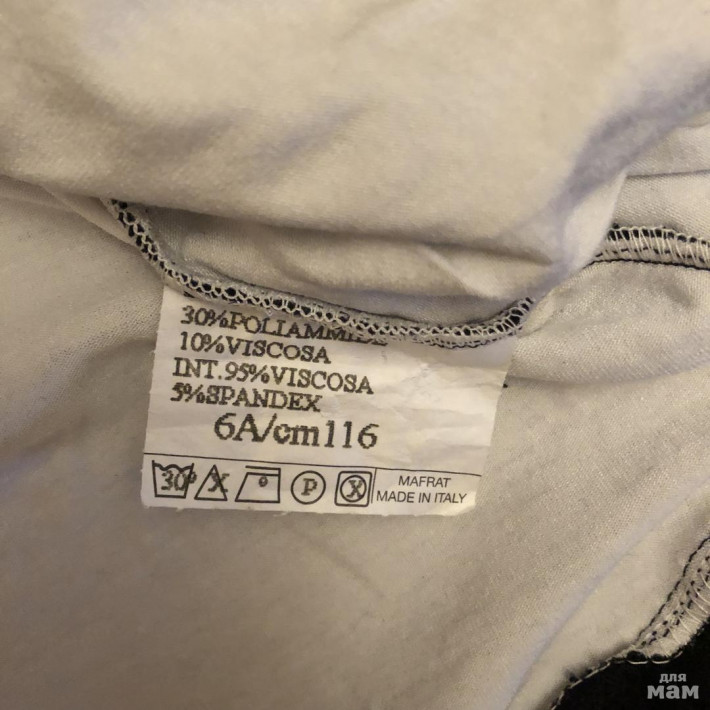 30%POLIAMMIDE
10%VISCOSA
INT.95%VISCOSA
5%SPANDEX
6A/cm116
30°
P
MAFRAT
MADE IN ITALY
для
мам